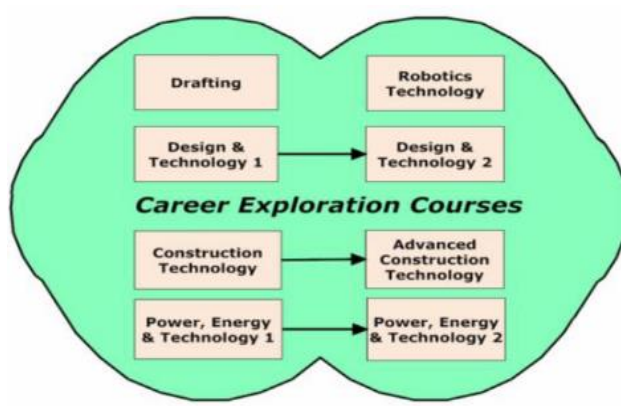 Drafting
Robotics
Technology
Design &
Technology 1
Design &
Technology 2
Career Exploration Courses
Construction
Technology
Advanced
Construction
Technology
Power, Energy
& Technology 1
Power, Energy
& Technology 2